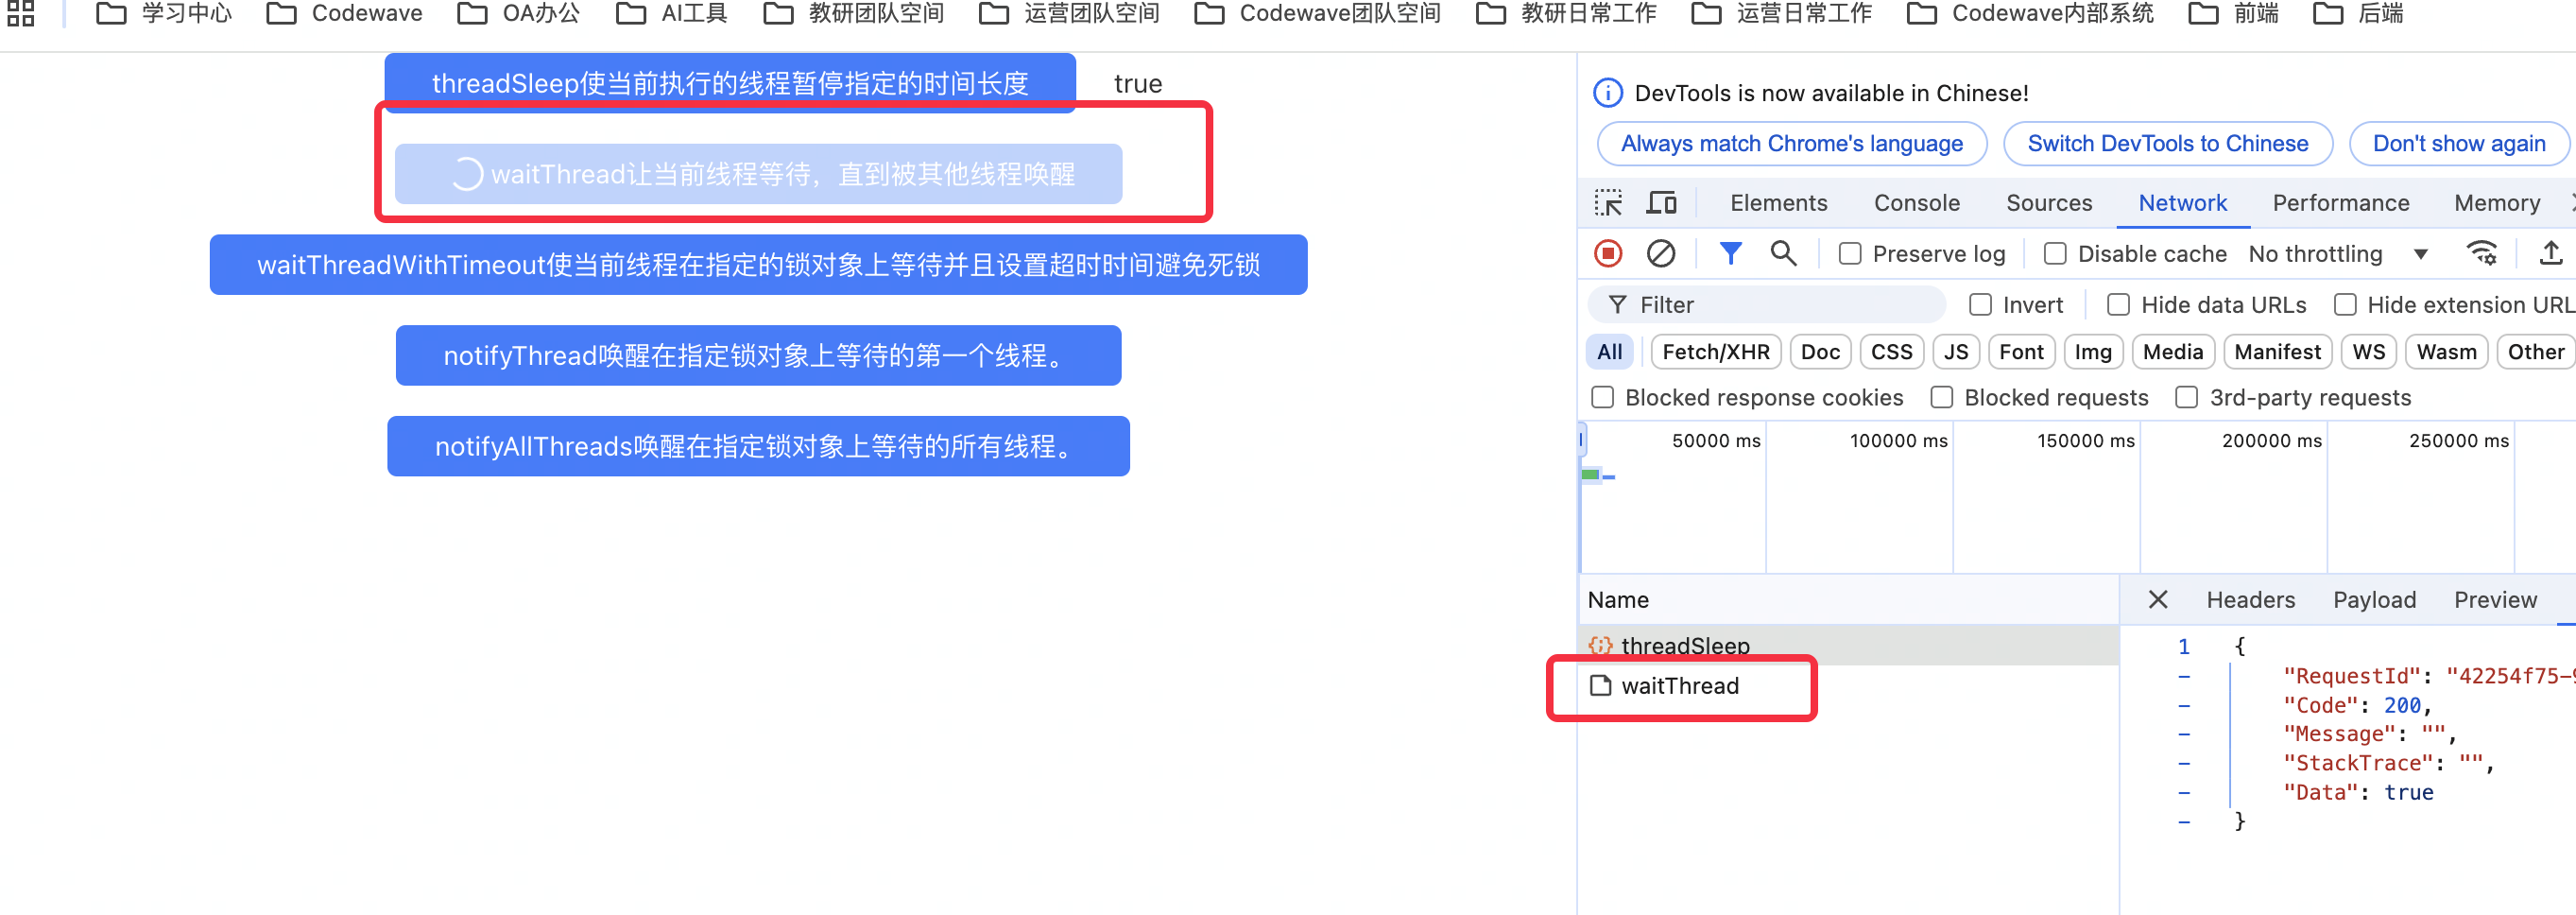 学习中心 Codewave OA办公 AI工具 教研团队空间 运营团队空间 Codewave团队空间 教研日常工作 运营日常工作 Codewave内部系统 前端 后端
threadSleep使当前执行的线程暂停指定的时间长度 true
waitThread让当前线程等待，直到被其他线程唤醒
waitThreadWithTimeout使当前线程在指定的锁对象上等待并且设置超时时间避免死锁
notifyThread唤醒在指定锁对象上等待的第一个线程。
notifyAllThreads唤醒在指定锁对象上等待的所有线程。
DevTools is now available in Chinese!
Always match Chrome's language Switch DevTools to Chinese Don't show again
Elements Console Sources Network Performance Memory
Preserve log Disable cache No throttling
Filter Invert Hide data URLs Hide extension URL
All Fetch/XHR Doc CSS JS Font Img Media Manifest WS Wasm Other
Blocked response cookies Blocked requests 3rd-party requests
50000 ms 100000 ms 150000 ms 200000 ms 250000 ms
Name Headers Payload Preview
threadSleep
waitThread
1 {
- "RequestId": "42254f75-
- "Code": 200,
- "Message": "",
- "StackTrace": "",
- "Data": true
- }